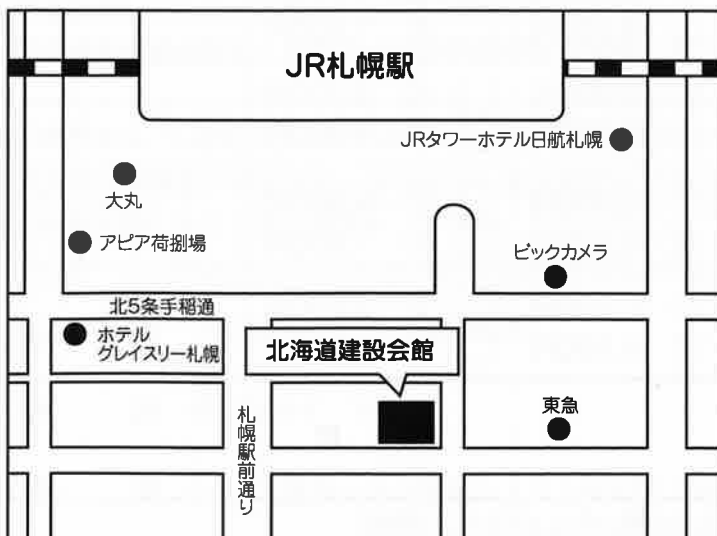 JR札幌駅
JRタワーホテル日航札幌
大丸
アピア荷捌場
ビックカメラ
北5条手稲通
ホテル
グレイスリー札幌
北海道建設会館
東急
札幌駅前通り